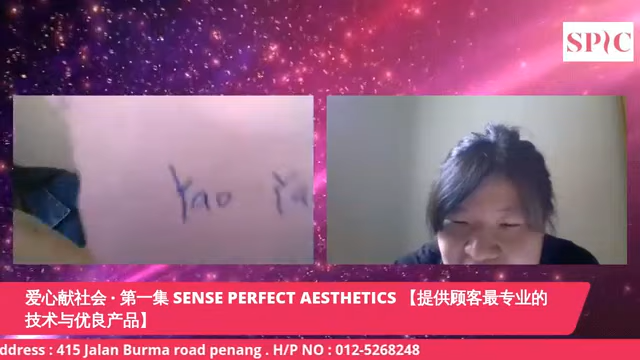 SPIC
Yao Ya
爱心献社会 · 第一集 SENSE PERFECT AESTHETICS 【提供顾客最专业的
技术与优良产品】
ddress : 415 Jalan Burma road penang . H/P NO : 012-5268248